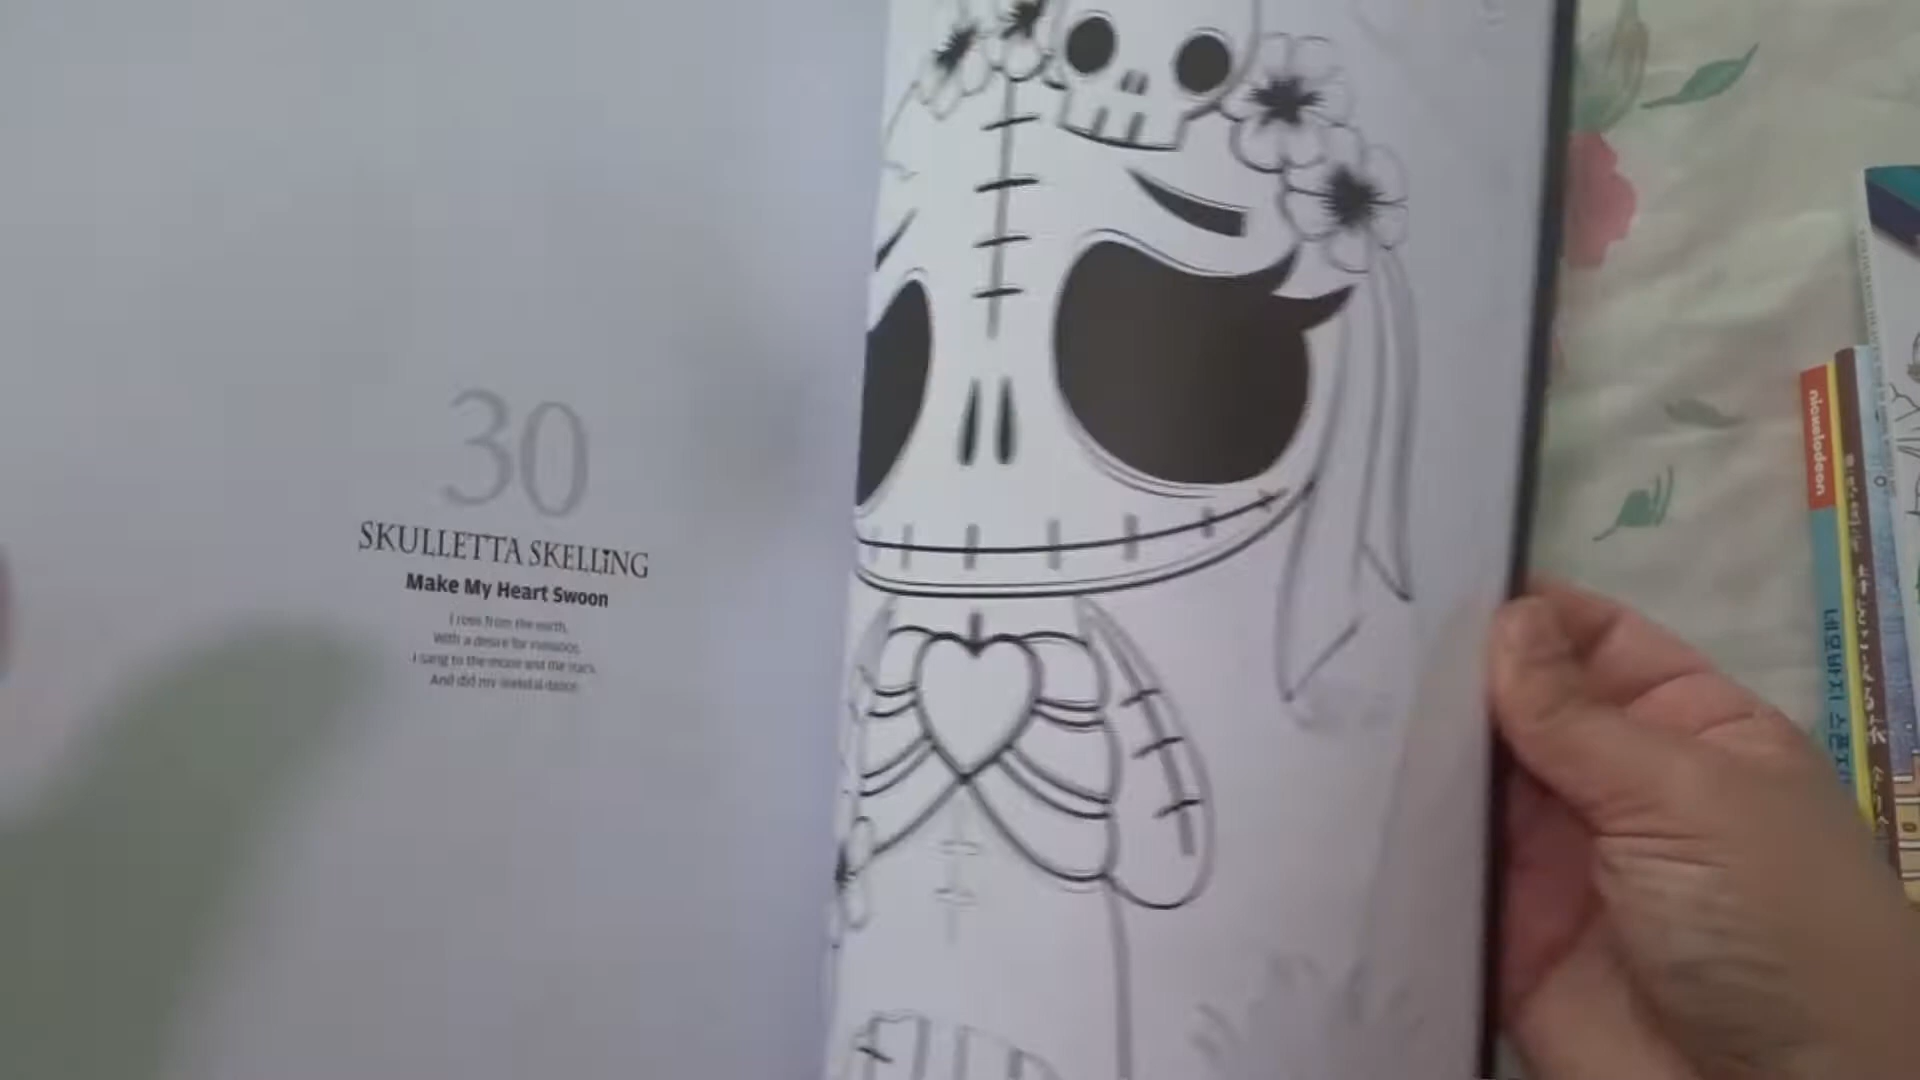 30
SKULLETTA SKELLiNG
Make My Heart Swoon
I rose from the earth,
With a desire for romance,
I sang to the moon and the stars,
And did my skeletal dance.
nickelodeon